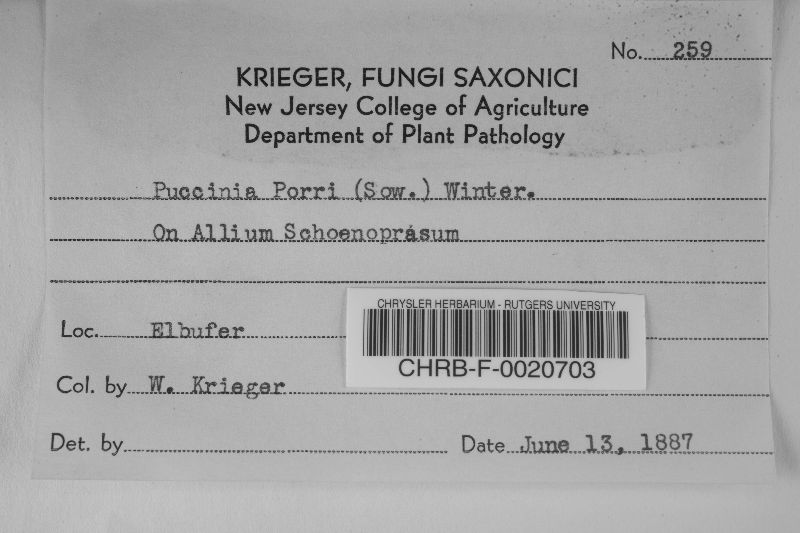 No. 259
KRIEGER, FUNGI SAXONICI
New Jersey College of Agriculture
Department of Plant Pathology
Puccinia Porri (Sow.) Winter.
On Allium Schoenoprásum
Loc. Elbufer
CHRYSLER HERBARIUM - RUTGERS UNIVERSITY
CHRB-F-0020703
Col. by W. Krieger
Det. by
Date June 13, 1887